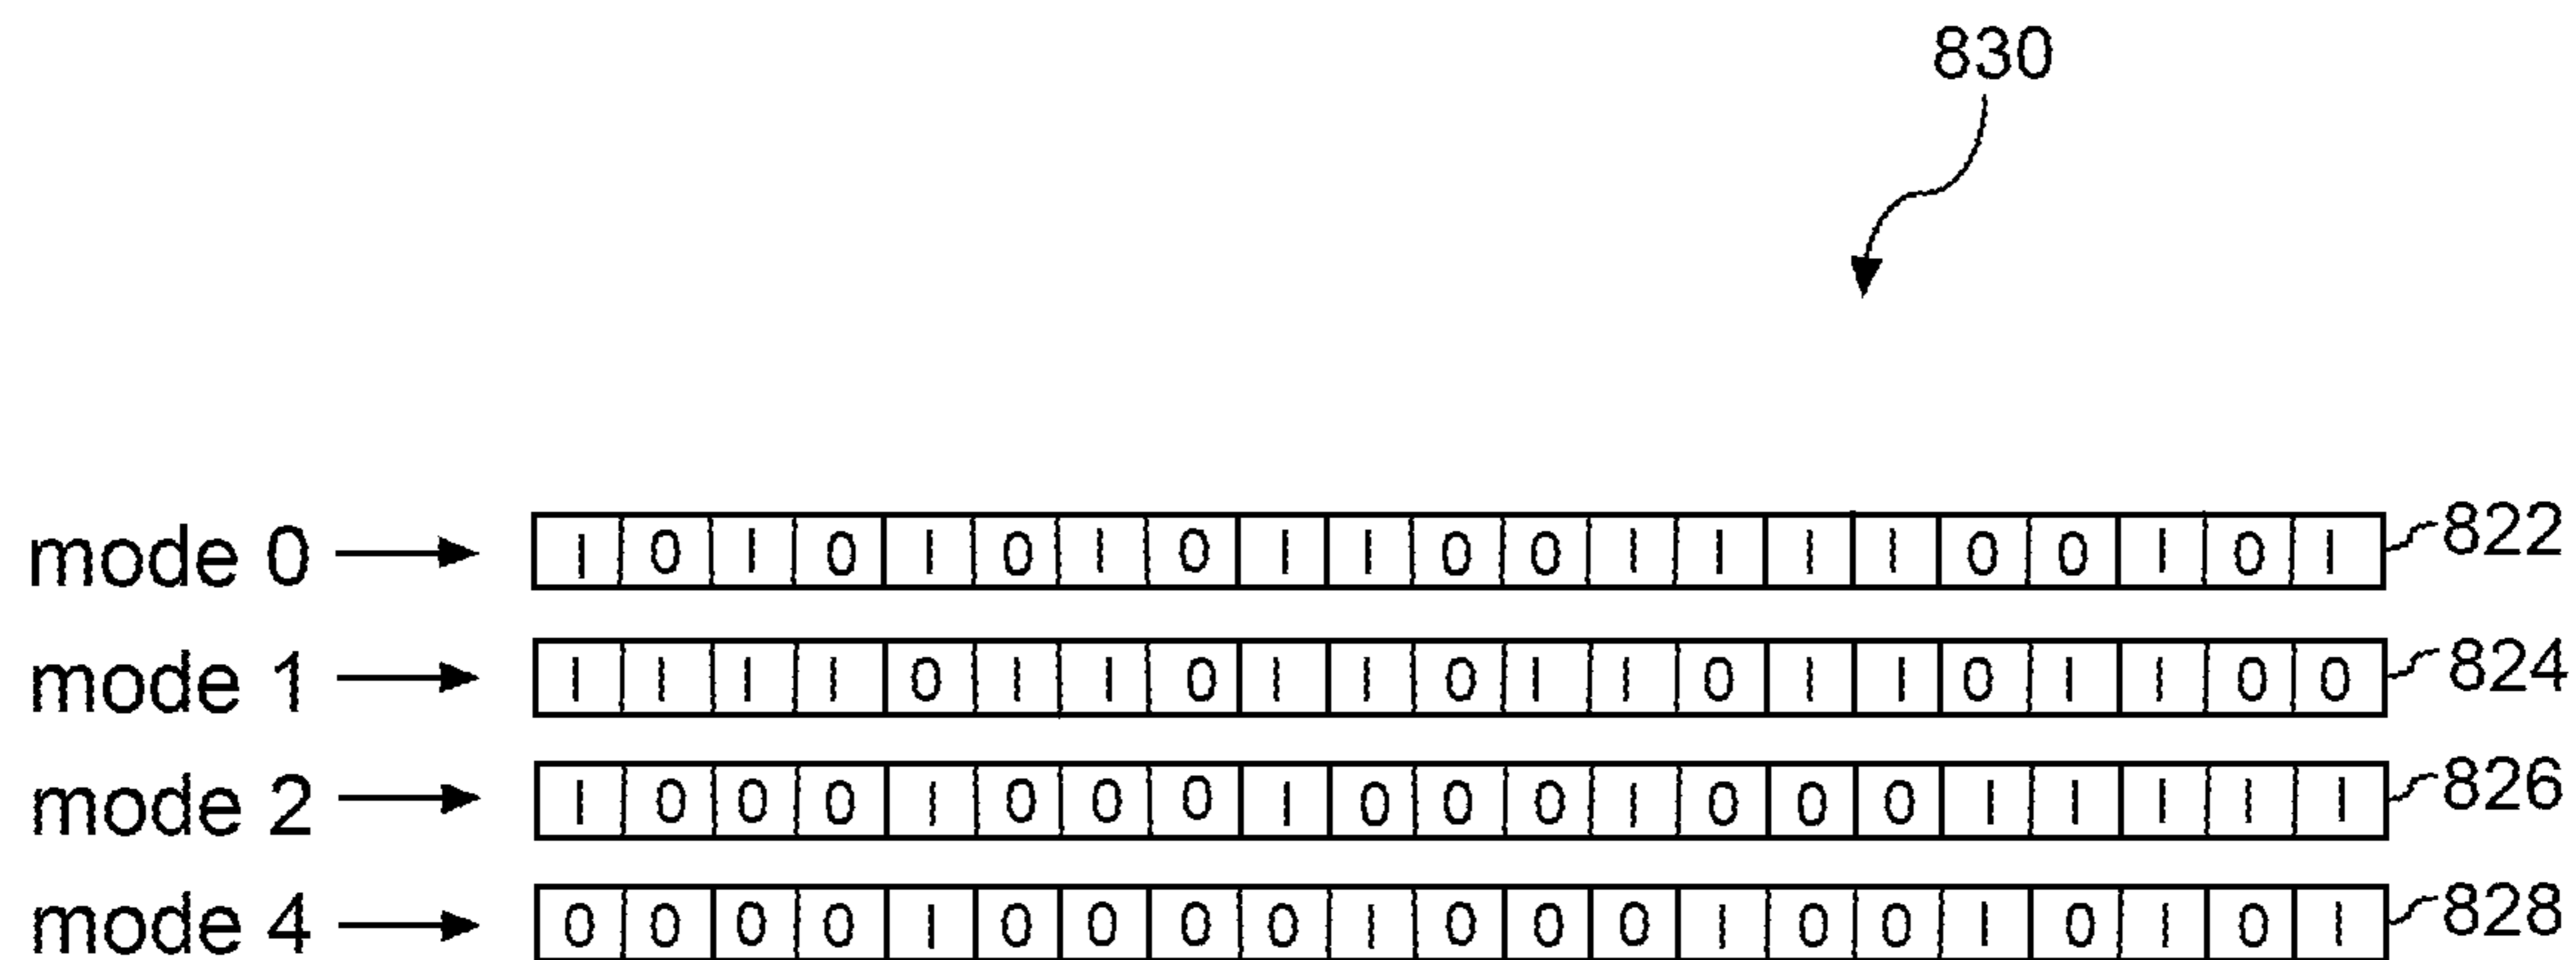 830
mode 0 1 0 1 0 1 0 1 0 1 1 0 0 1 1 1 1 0 0 1 0 1 822
mode 1 1 1 1 1 0 1 1 0 1 1 0 1 1 0 1 1 0 1 1 0 0 824
mode 2 1 0 0 0 1 0 0 0 1 0 0 0 1 0 0 0 1 1 1 1 1 826
mode 4 0 0 0 0 1 0 0 0 0 1 0 0 0 1 0 0 1 0 1 0 1 828